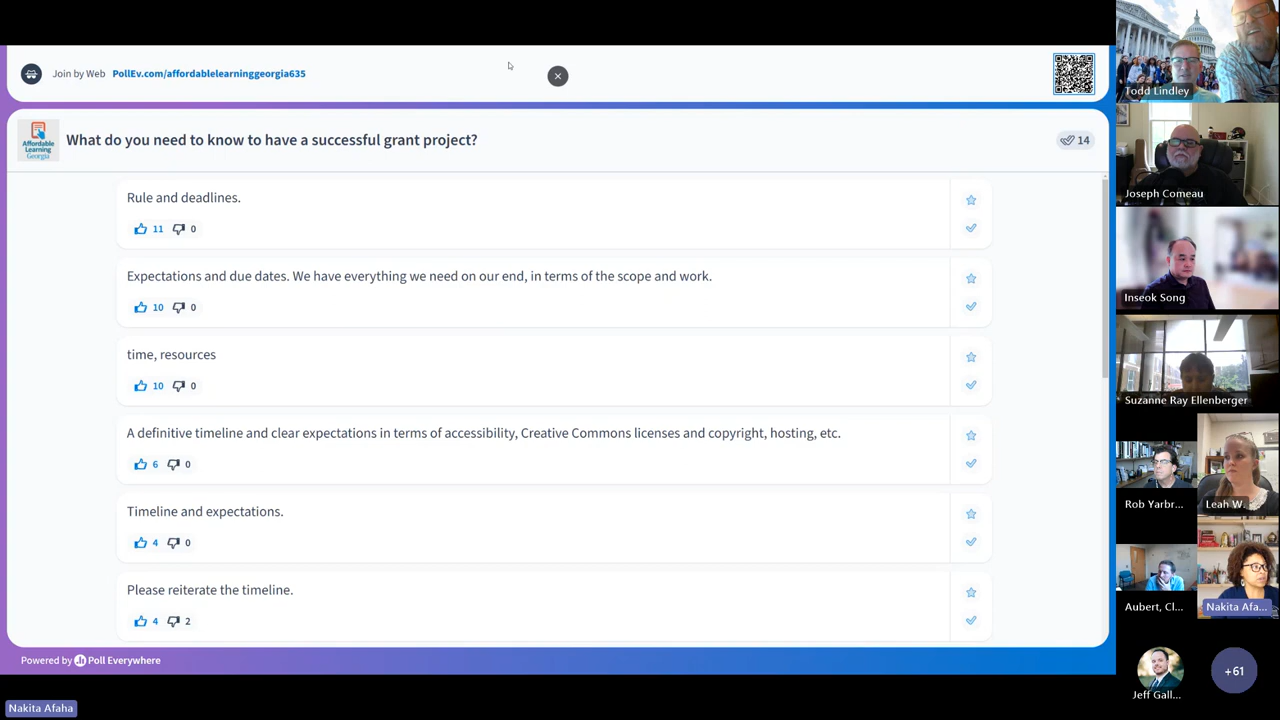 Join by Web PollEv.com/affordablelearninggeorgia635
Affordable
Learning
Georgia
What do you need to know to have a successful grant project?
14
Rule and deadlines.
11 0
Expectations and due dates. We have everything we need on our end, in terms of the scope and work.
10 0
time, resources
10 0
A definitive timeline and clear expectations in terms of accessibility, Creative Commons licenses and copyright, hosting, etc.
6 0
Timeline and expectations.
4 0
Please reiterate the timeline.
4 2
Powered by Poll Everywhere
Nakita Afaha
Todd Lindley
Joseph Comeau
Inseok Song
Suzanne Ray Ellenberger
Rob Yarbr...
Leah W.
Aubert, Cl...
Nakita Afa...
Jeff Gall...
+61